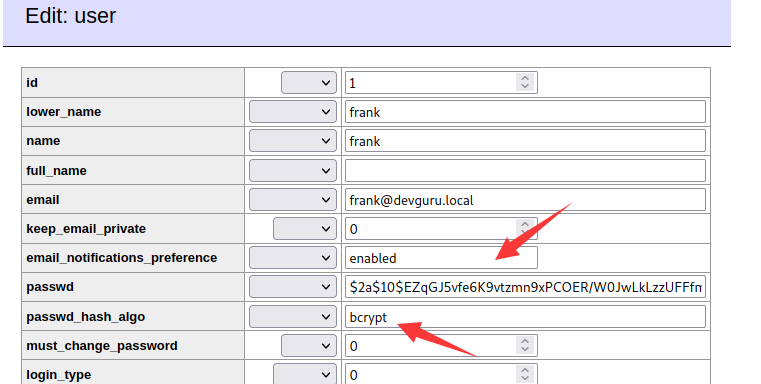 Edit: user
id 1
lower_name frank
name frank
full_name
email frank@devguru.local
keep_email_private 0
email_notifications_preference enabled
passwd $2a$10$EZqGJ5vfe6K9vtzmn9xPCOER/W0JwLkLzzUFFfm
passwd_hash_algo bcrypt
must_change_password 0
login_type 0